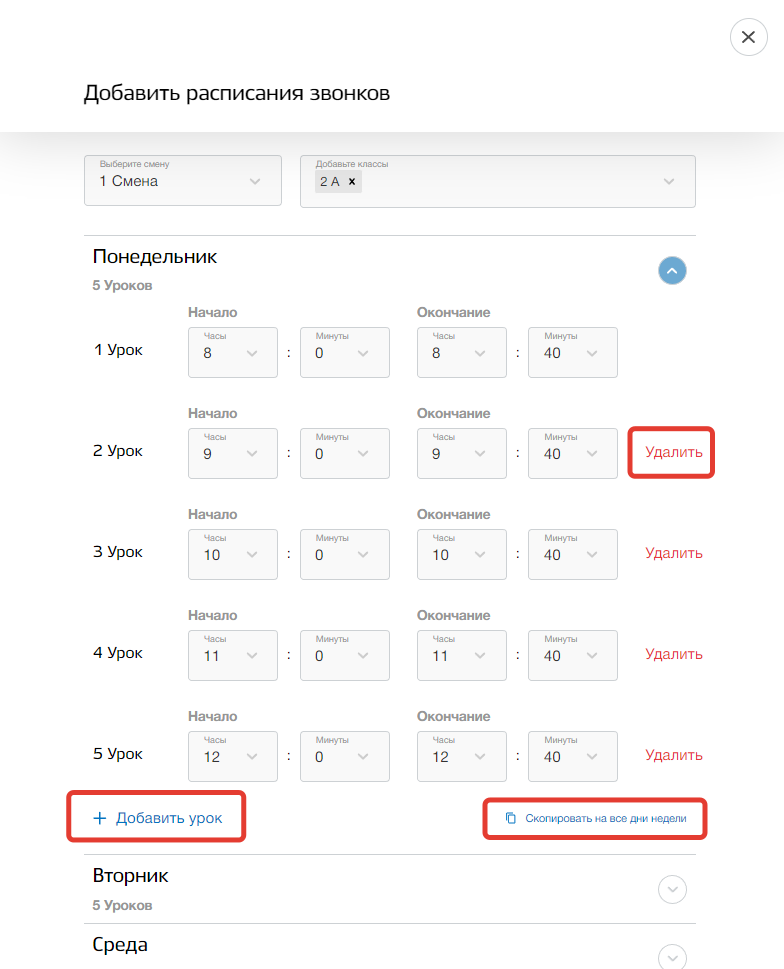 Добавить расписания звонков
Выберите смену
1 Смена
Добавьте классы
2 А ×
Понедельник
5 Уроков
Начало Окончание
Часы Минуты Часы Минуты
1 Урок 8 : 0 8 : 40
Начало Окончание
Часы Минуты Часы Минуты
2 Урок 9 : 0 9 : 40 Удалить
Начало Окончание
Часы Минуты Часы Минуты
3 Урок 10 : 0 10 : 40 Удалить
Начало Окончание
Часы Минуты Часы Минуты
4 Урок 11 : 0 11 : 40 Удалить
Начало Окончание
Часы Минуты Часы Минуты
5 Урок 12 : 0 12 : 40 Удалить
+ Добавить урок Скопировать на все дни недели
Вторник
5 Уроков
Среда